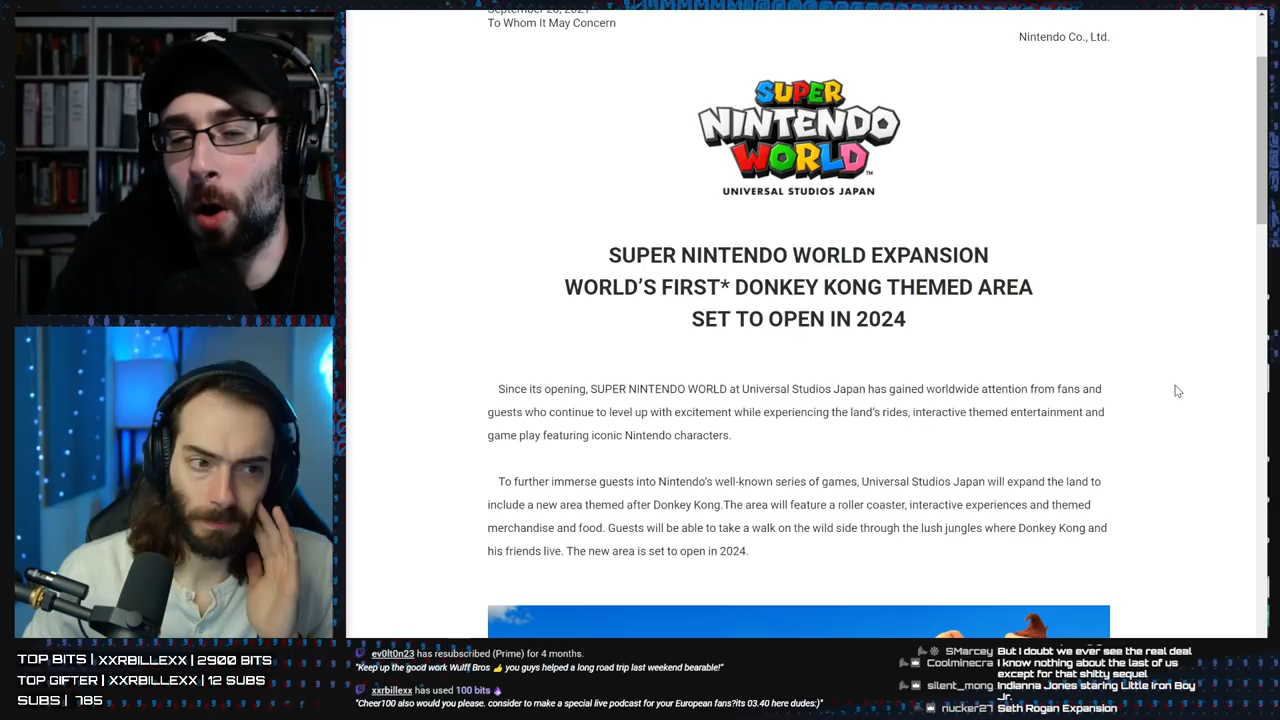 September 28, 2021
To Whom It May Concern
Nintendo Co., Ltd.
SUPER
NINTENDO
WORLD™
UNIVERSAL STUDIOS JAPAN
SUPER NINTENDO WORLD EXPANSION
WORLD’S FIRST* DONKEY KONG THEMED AREA
SET TO OPEN IN 2024
Since its opening, SUPER NINTENDO WORLD at Universal Studios Japan has gained worldwide attention from fans and
guests who continue to level up with excitement while experiencing the land’s rides, interactive themed entertainment and
game play featuring iconic Nintendo characters.
To further immerse guests into Nintendo’s well-known series of games, Universal Studios Japan will expand the land to
include a new area themed after Donkey Kong.The area will feature a roller coaster, interactive experiences and themed
merchandise and food. Guests will be able to take a walk on the wild side through the lush jungles where Donkey Kong and
his friends live. The new area is set to open in 2024.
TOP BITS | XXRBILLEXX | 2900 BITS
TOP GIFTER | XXRBILLEXX | 12 SUBS
SUBS | 785
ev0lt0n23 has resubscribed (Prime) for 4 months.
"Keep up the good work Wulff Bros 👍 you guys helped a long road trip last weekend bearable!"
xxrbillexx has used 100 bits
"Cheer100 also would you please. consider to make a special live podcast for your European fans?its 03.40 here dudes:)"
SMarcey But I doubt we ever see the real deal
Coolminecra I know nothing about the last of us
except for that shitty sequel
silent_mong Indianna Jones staring Little Iron Boy
Jr.
nucker27 Seth Rogan Expansion